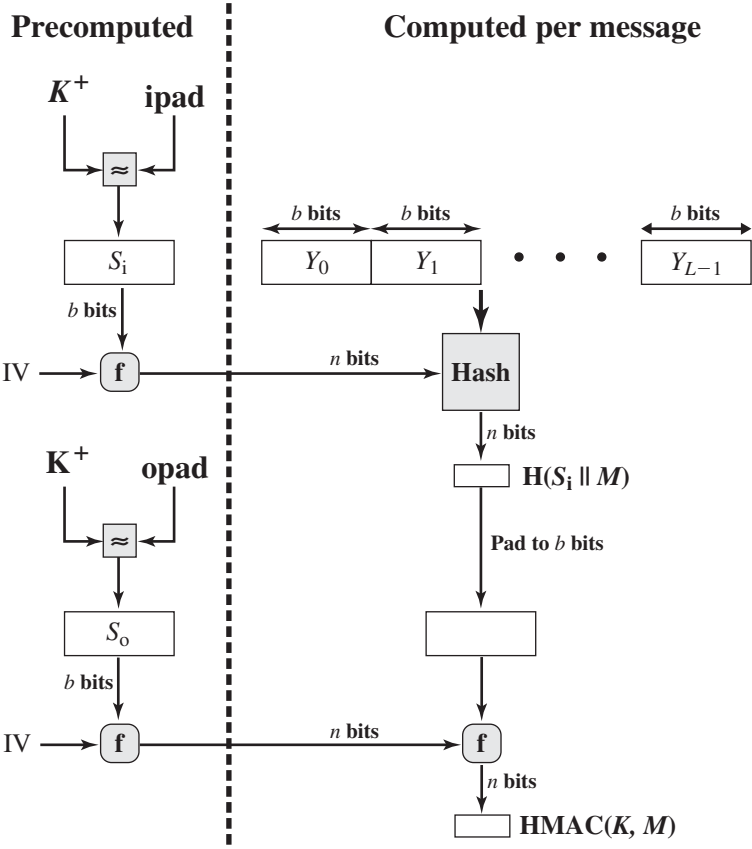 Precomputed
Computed per message
K+ ipad
≈
b bits b bits b bits
Si
Y0 Y1 • • • YL−1
b bits
IV f n bits Hash
n bits
K+ opad
H(Si || M)
≈
Pad to b bits
So
b bits
IV f n bits f
n bits
HMAC(K, M)